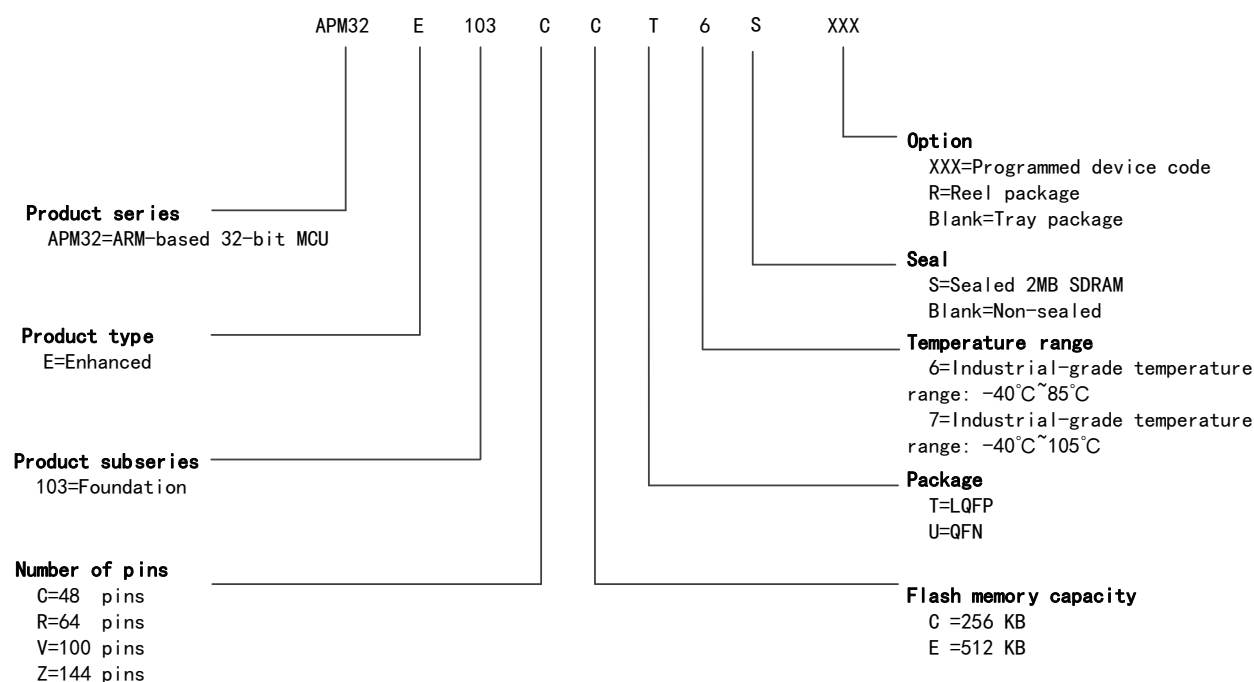 APM32 E 103 C C T 6 S XXX
Product series
APM32=ARM-based 32-bit MCU
Product type
E=Enhanced
Product subseries
103=Foundation
Number of pins
C=48 pins
R=64 pins
V=100 pins
Z=144 pins
Option
XXX=Programmed device code
R=Reel package
Blank=Tray package
Seal
S=Sealed 2MB SDRAM
Blank=Non-sealed
Temperature range
6=Industrial-grade temperature
range: -40℃~85℃
7=Industrial-grade temperature
range: -40℃~105℃
Package
T=LQFP
U=QFN
Flash memory capacity
C =256 KB
E =512 KB